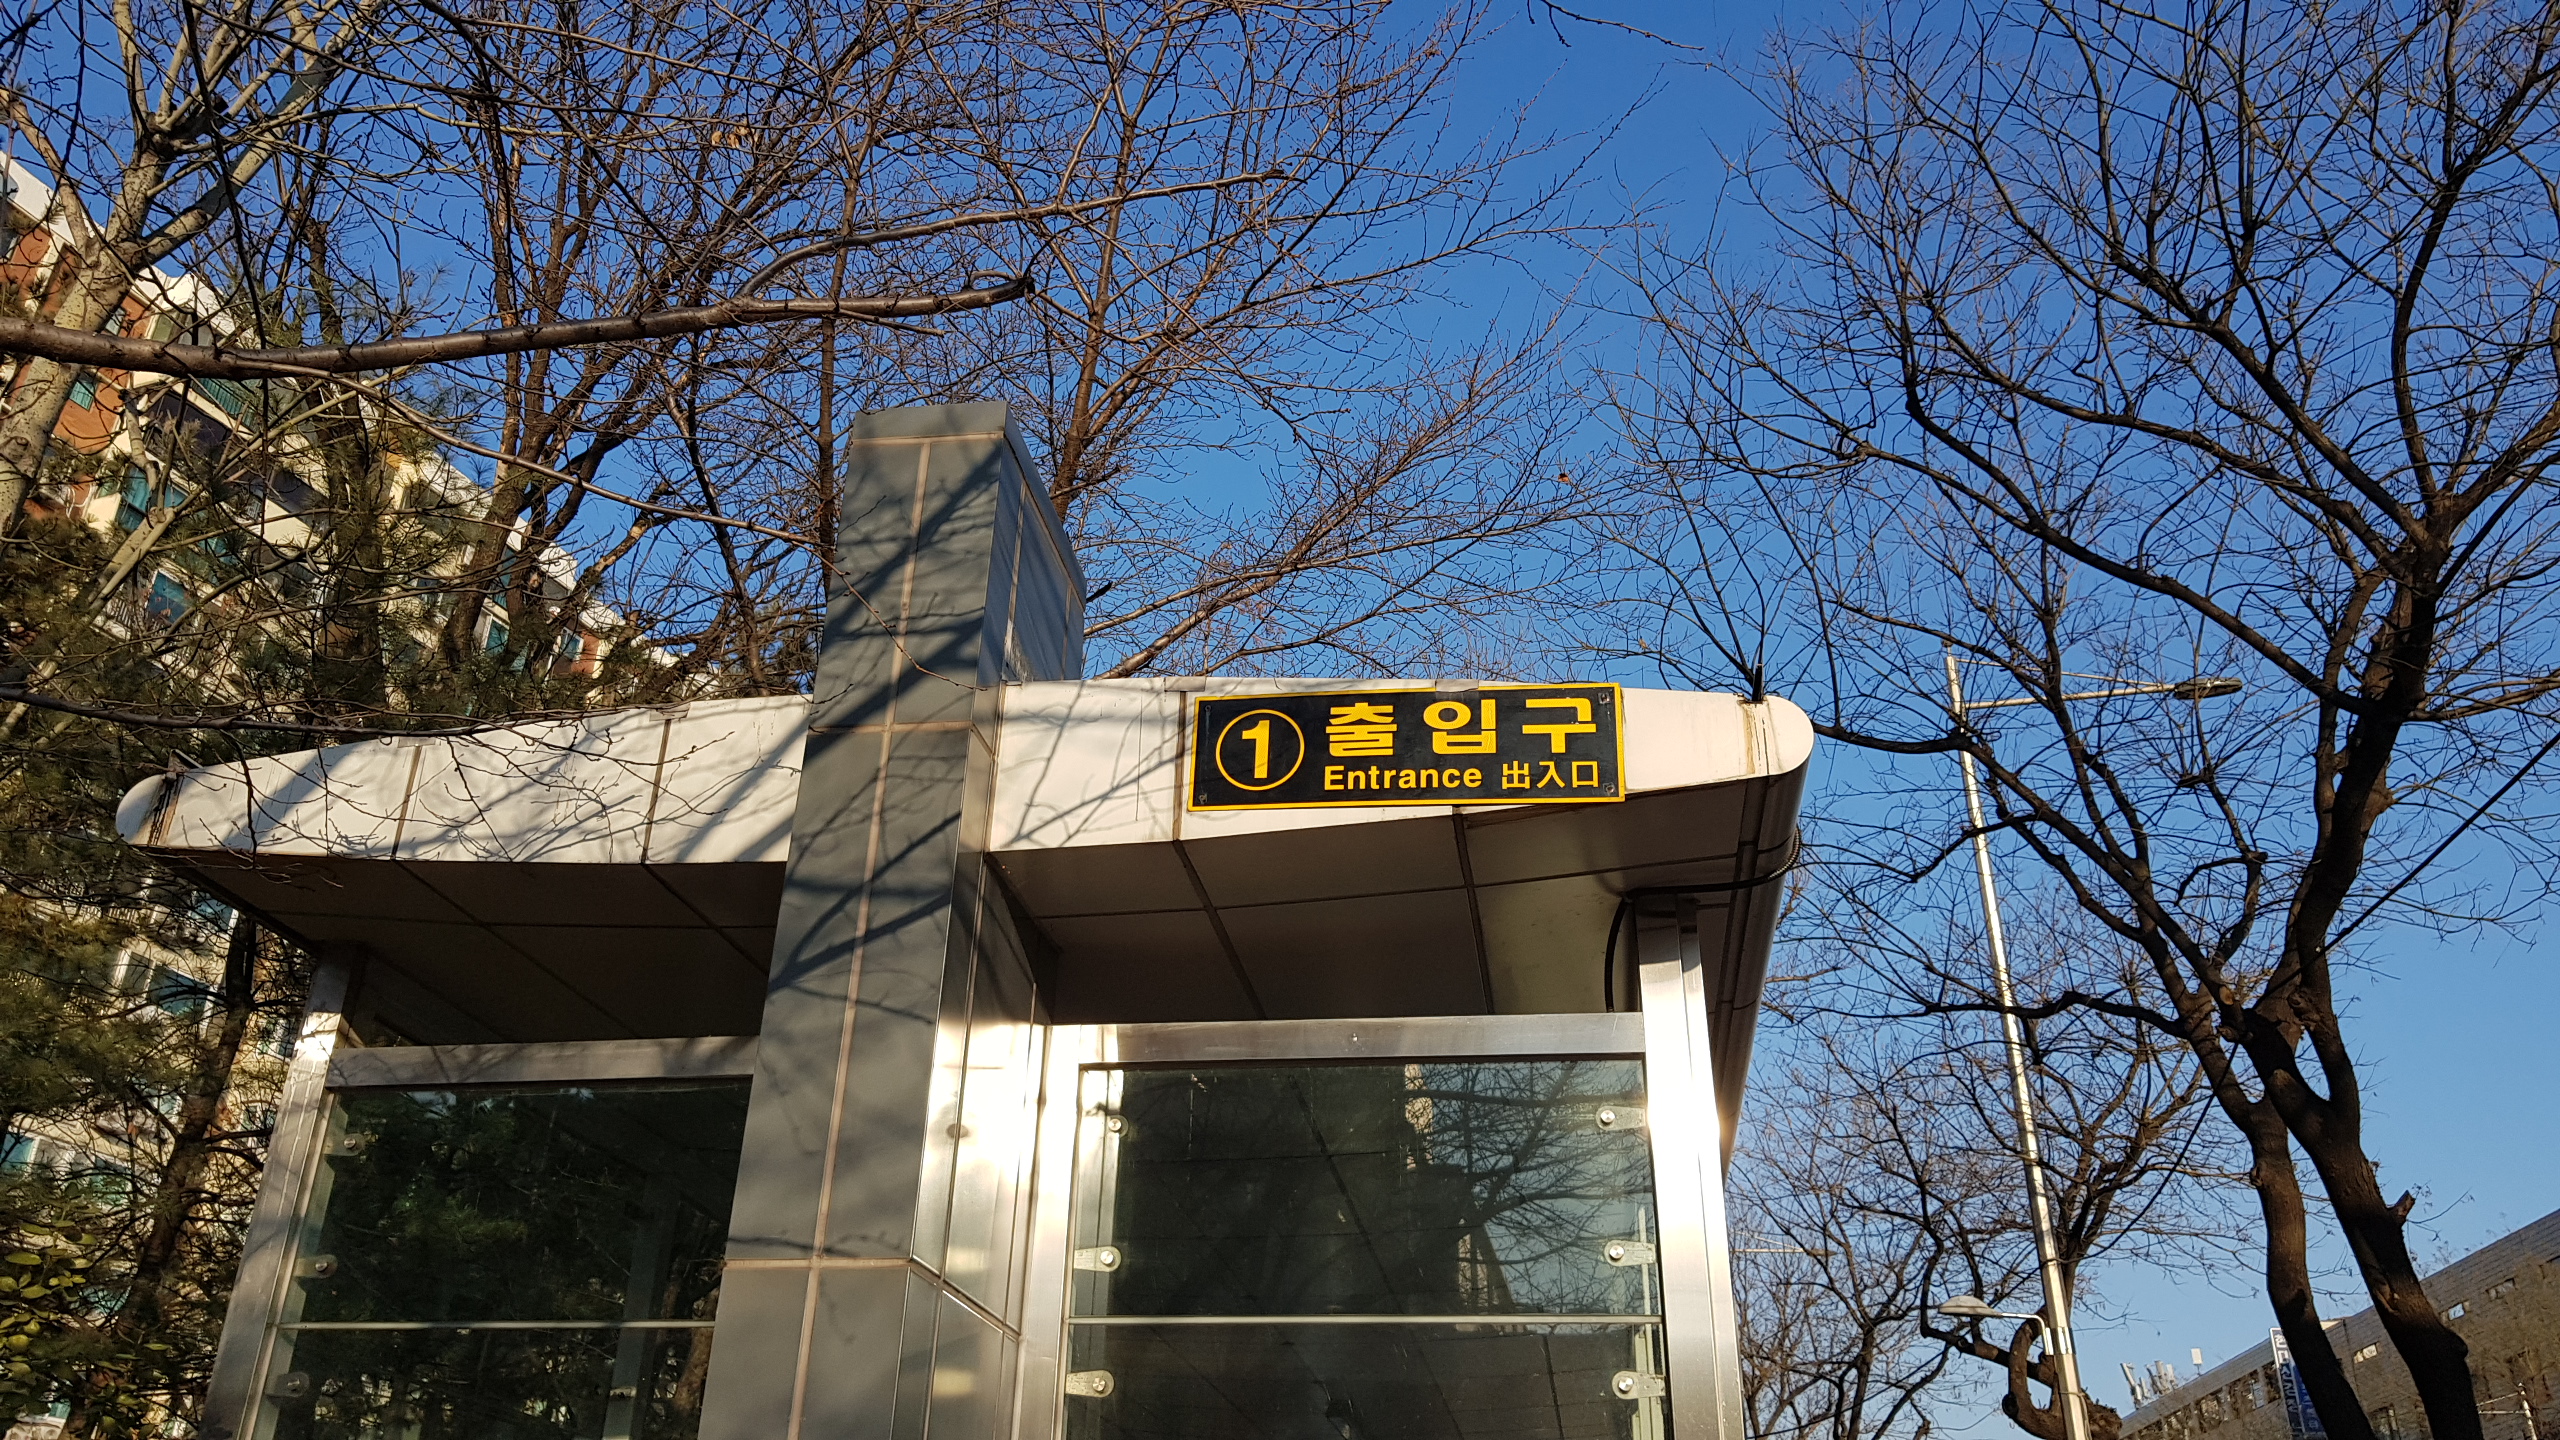 ① 출입구
Entrance 出入口